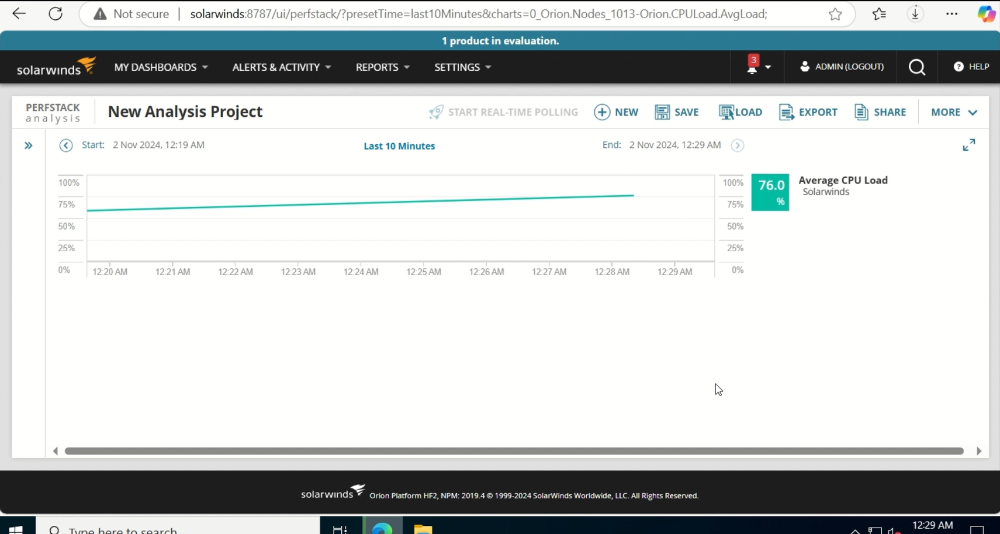 Not secure | solarwinds:8787/ui/perfstack/?presetTime=last10Minutes&charts=0_Orion.Nodes_1013-Orion.CPULoad.AvgLoad;
1 product in evaluation.
solarwinds MY DASHBOARDS ALERTS & ACTIVITY REPORTS SETTINGS 3 ADMIN (LOGOUT) ? HELP
PERFSTACK
analysis
New Analysis Project
START REAL-TIME POLLING NEW SAVE LOAD EXPORT SHARE MORE
Start: 2 Nov 2024, 12:19 AM Last 10 Minutes End: 2 Nov 2024, 12:29 AM
100% 100% 76.0 % Average CPU Load
Solarwinds
75% 75%
50% 50%
25% 25%
0% 0%
12:20 AM 12:21 AM 12:22 AM 12:23 AM 12:24 AM 12:25 AM 12:26 AM 12:27 AM 12:28 AM 12:29 AM
solarwinds Orion Platform HF2, NPM: 2019.4 © 1999-2024 SolarWinds Worldwide, LLC. All Rights Reserved.
Type here to search
12:29 AM